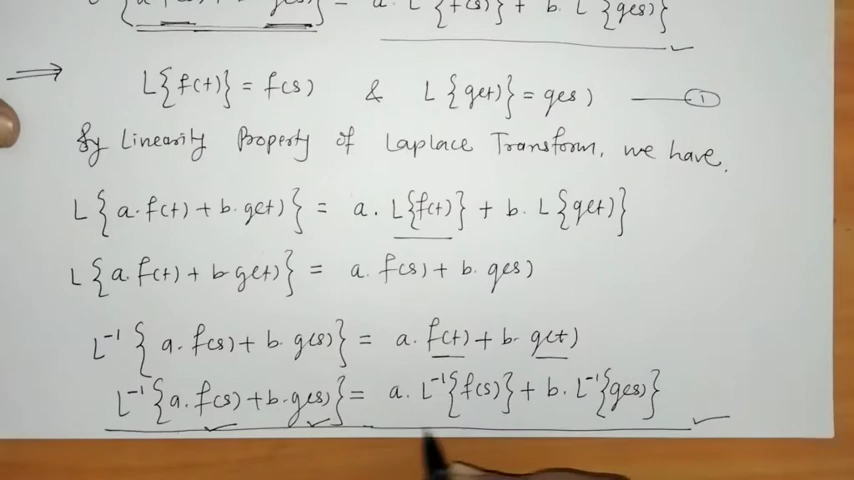 L{f(t)} = f(s) & L{g(t)} = g(s) —— ①
By Linearity Property of Laplace Transform, we have.
L{a.f(t) + b.g(t)} = a. L{f(t)} + b. L{g(t)}
L{a.f(t) + b g(t)} = a. f(s) + b. g(s)
L⁻¹{a. f(s) + b. g(s)} = a. f(t) + b. g(t)
L⁻¹{a. f(s) + b. g(s)} = a. L⁻¹{f(s)} + b. L⁻¹{g(s)}